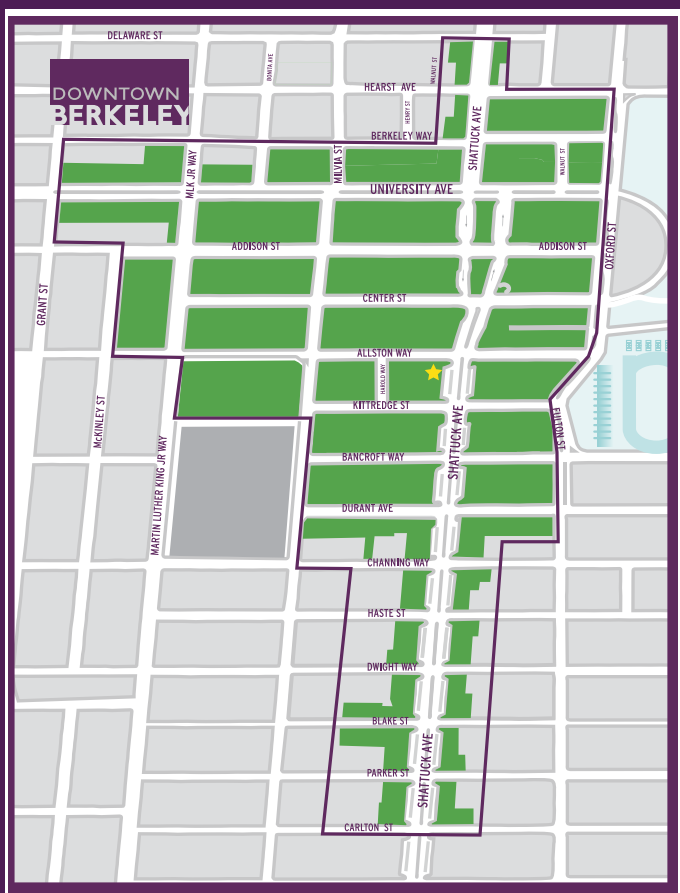 DELAWARE ST
BONITA AVE
WALNUT ST
DOWNTOWN
BERKELEY
HEARST AVE
HENRY ST
SHATTUCK AVE
BERKELEY WAY
MLK JR WAY
MILVIA ST
WALNUT ST
UNIVERSITY AVE
ADDISON ST
ADDISON ST
OXFORD ST
GRANT ST
CENTER ST
ALLSTON WAY
HAROLD WAY
KITTREDGE ST
McKINLEY ST
SHATTUCK AVE
FULTON ST
MARTIN LUTHER KING JR WAY
BANCROFT WAY
DURANT AVE
CHANNING WAY
HASTE ST
DWIGHT WAY
BLAKE ST
SHATTUCK AVE
PARKER ST
CARLTON ST